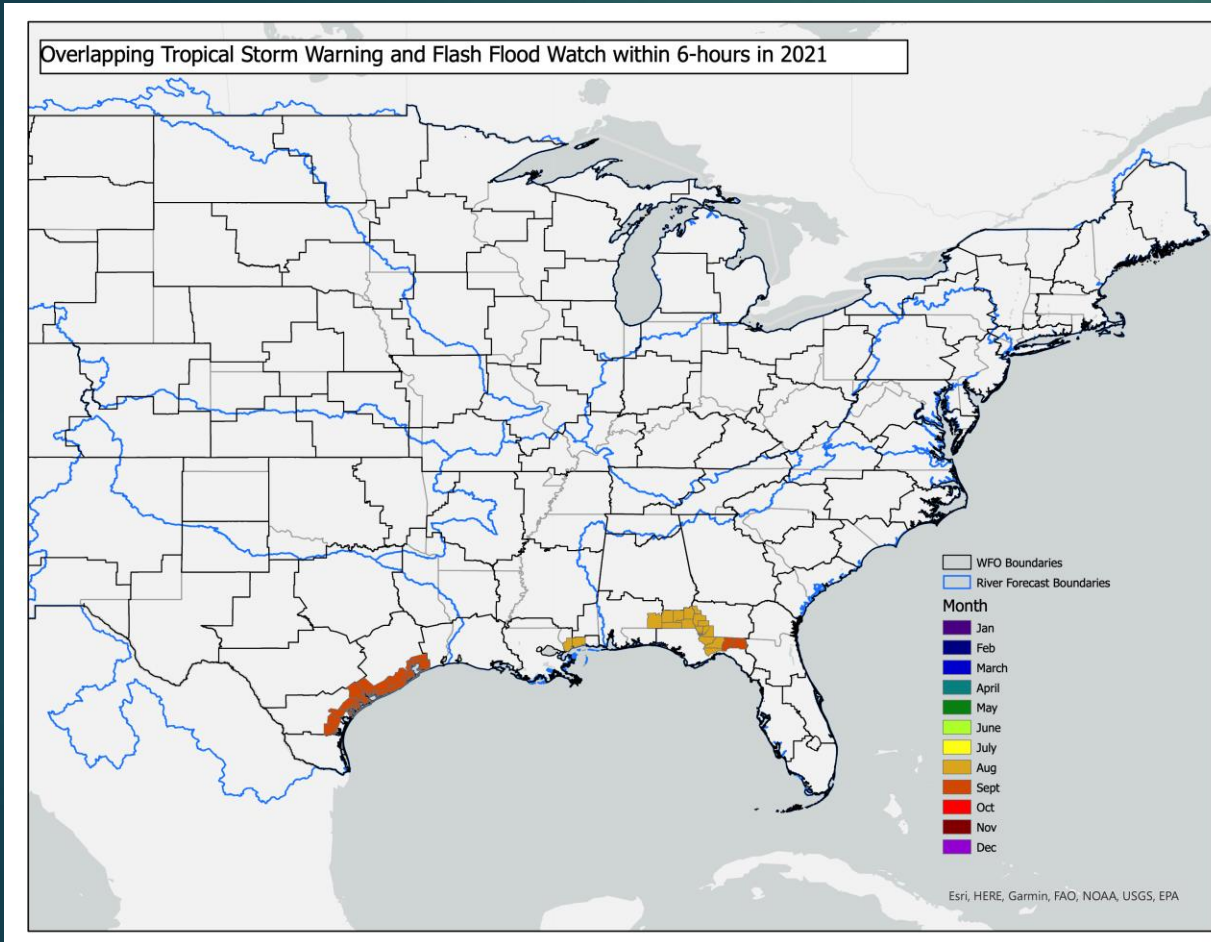 Overlapping Tropical Storm Warning and Flash Flood Watch within 6-hours in 2021
WFO Boundaries
River Forecast Boundaries
Month
Jan
Feb
March
April
May
June
July
Aug
Sept
Oct
Nov
Dec
Esri, HERE, Garmin, FAO, NOAA, USGS, EPA